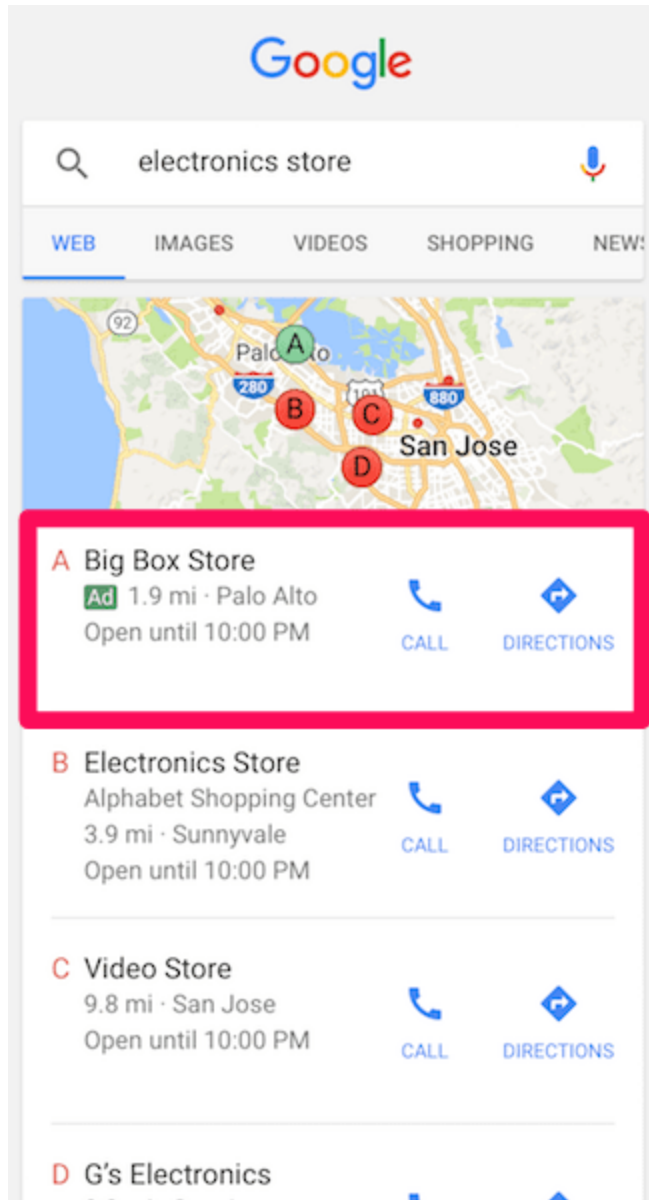 Google
electronics store
WEB IMAGES VIDEOS SHOPPING NEWS
92
Palo Alto
A
280
B
101
C
880
San Jose
D
A Big Box Store
Ad 1.9 mi · Palo Alto
Open until 10:00 PM
CALL DIRECTIONS
B Electronics Store
Alphabet Shopping Center
3.9 mi · Sunnyvale
Open until 10:00 PM
CALL DIRECTIONS
C Video Store
9.8 mi · San Jose
Open until 10:00 PM
CALL DIRECTIONS
D G's Electronics